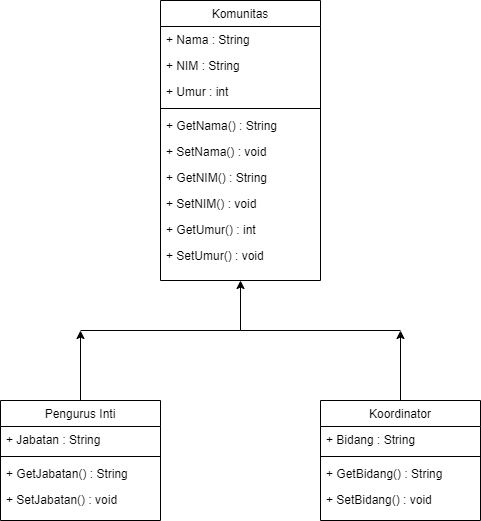 Komunitas
+ Nama : String
+ NIM : String
+ Umur : int
+ GetNama() : String
+ SetNama() : void
+ GetNIM() : String
+ SetNIM() : void
+ GetUmur() : int
+ SetUmur() : void
Pengurus Inti
+ Jabatan : String
+ GetJabatan() : String
+ SetJabatan() : void
Koordinator
+ Bidang : String
+ GetBidang() : String
+ SetBidang() : void